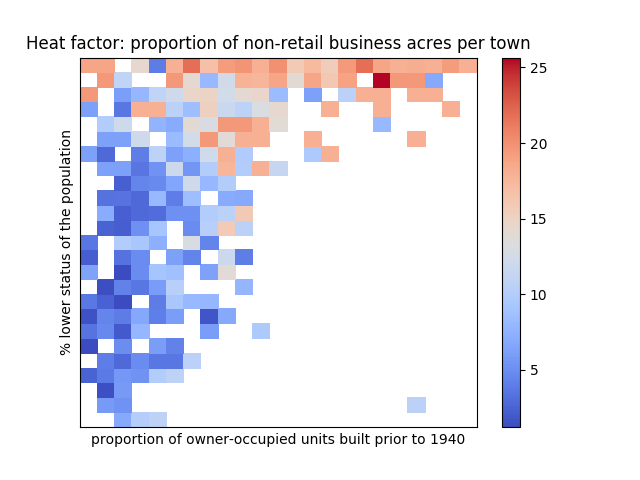 Heat factor: proportion of non-retail business acres per town
% lower status of the population
proportion of owner-occupied units built prior to 1940
25
20
15
10
5